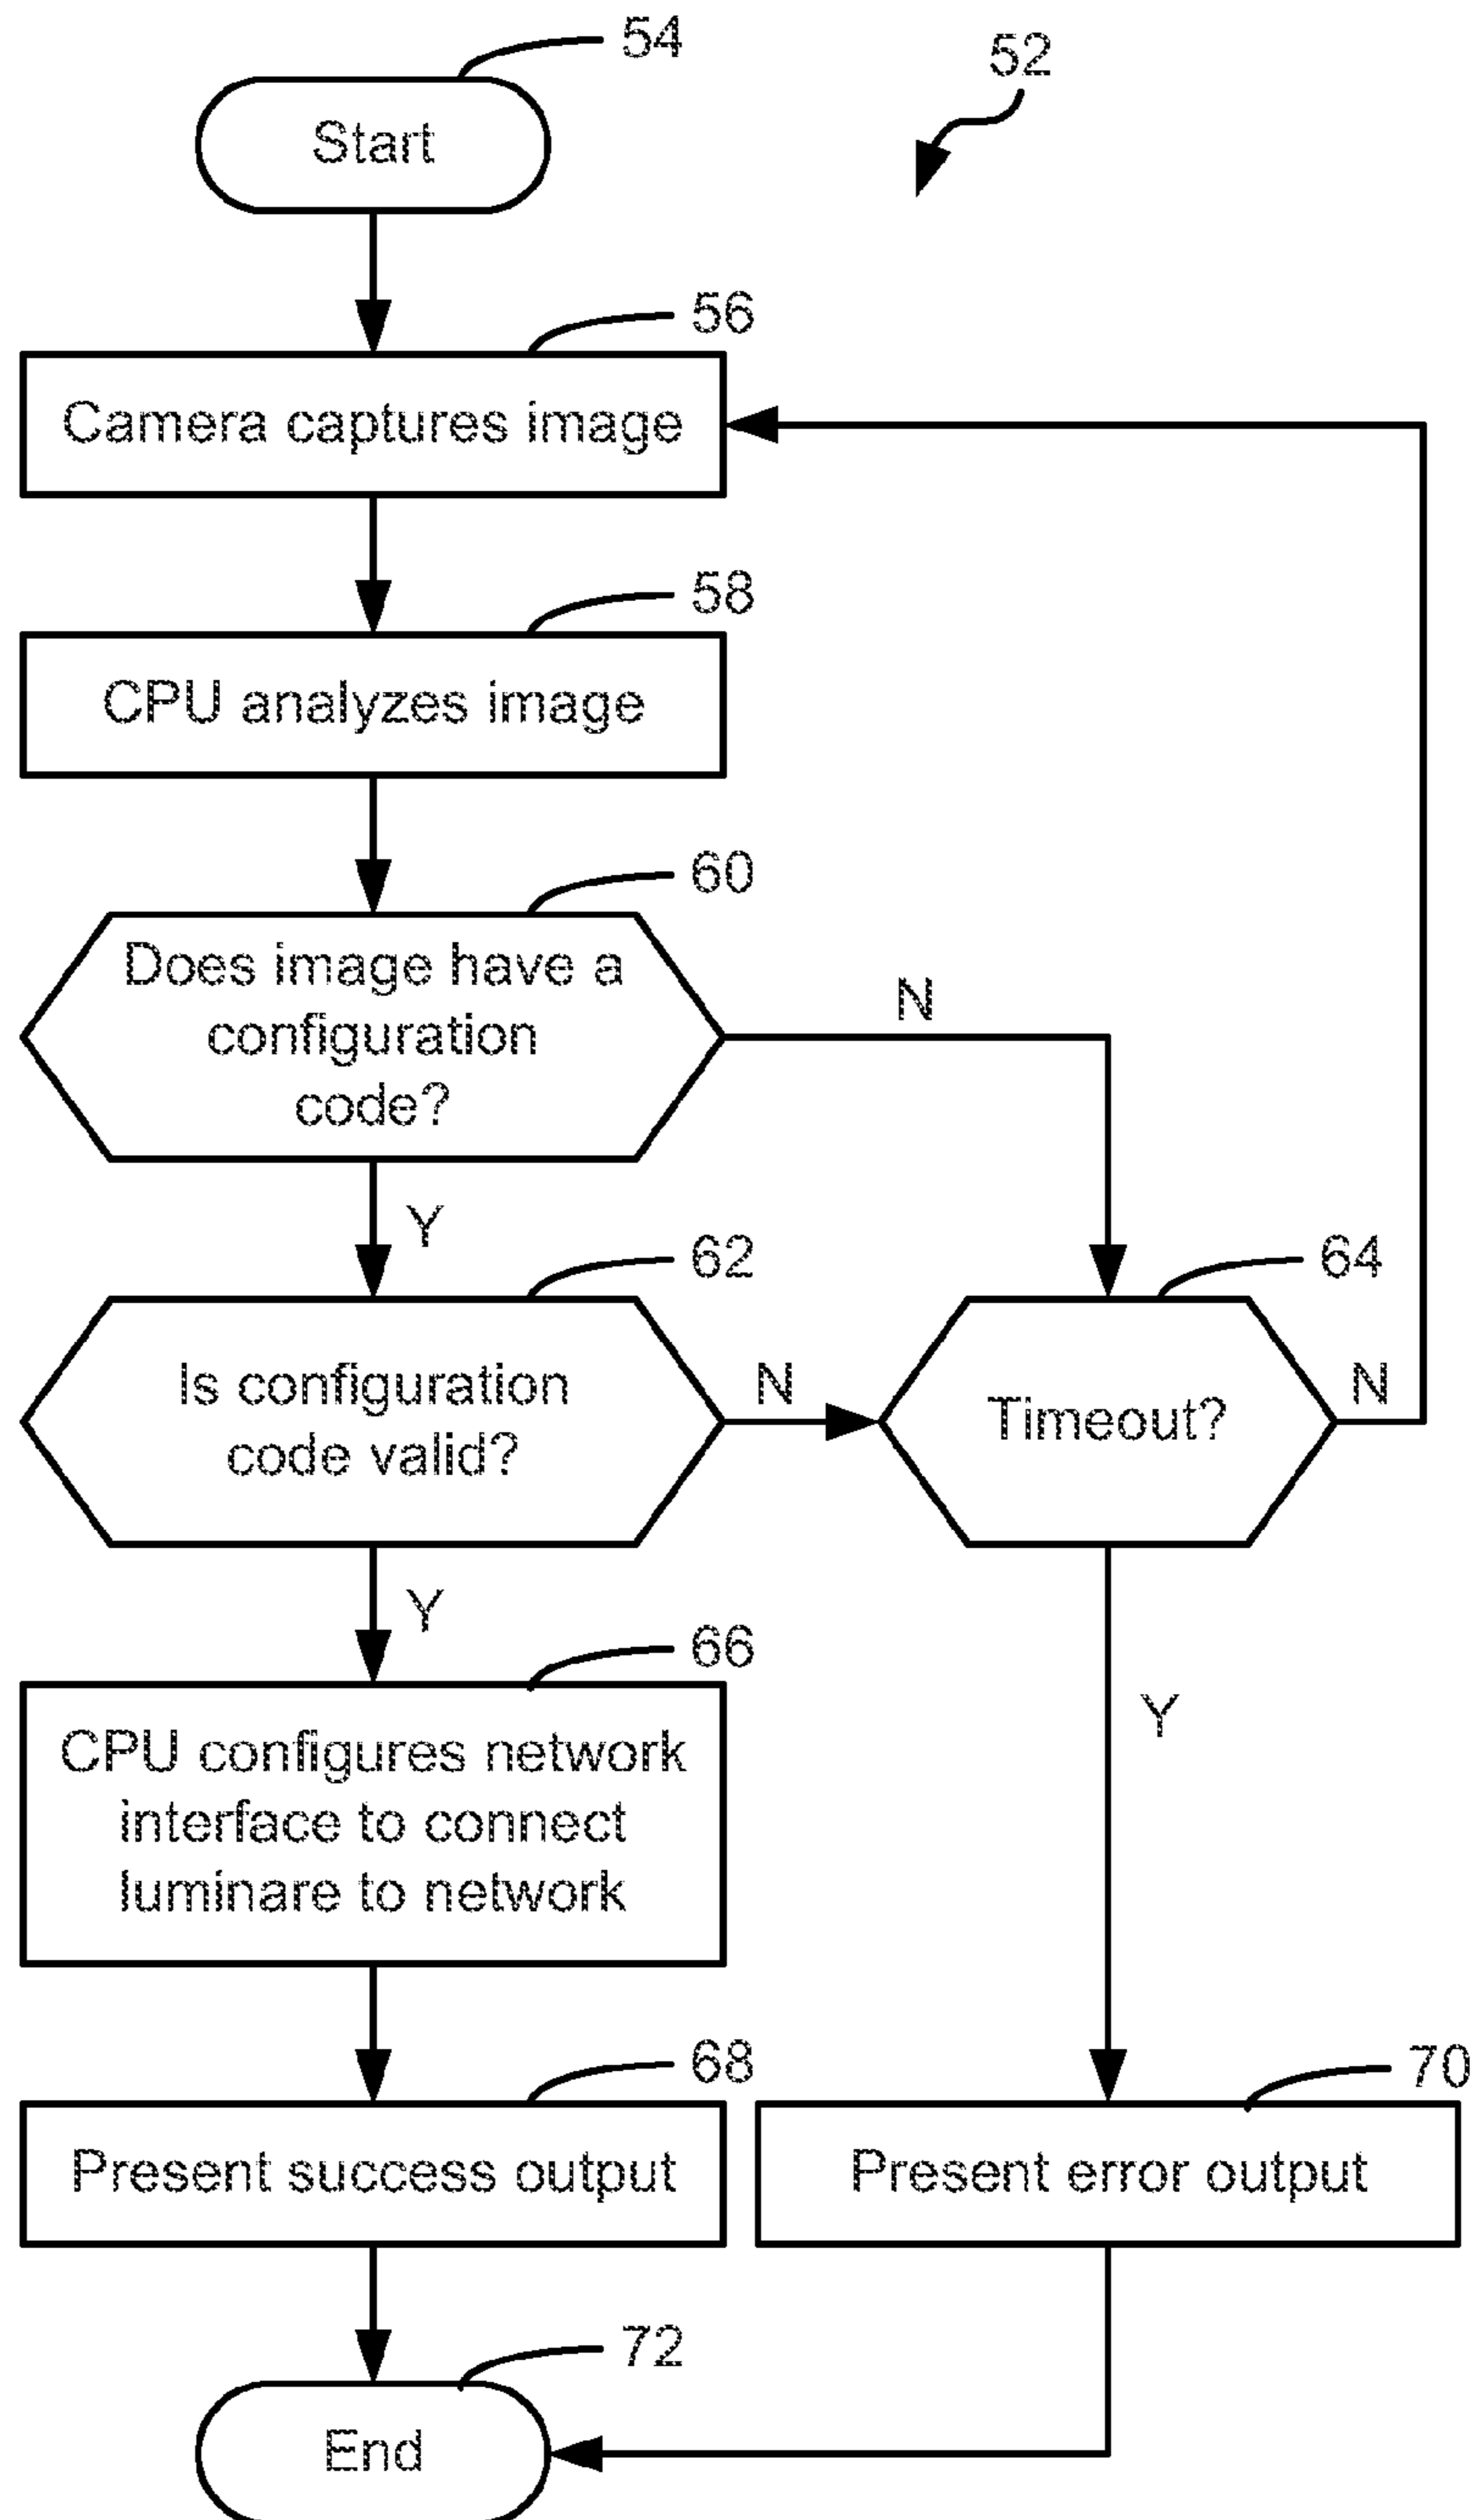 54
52
Start
56
Camera captures image
58
CPU analyzes image
60
Does image have a
configuration
code?
N
Y
62
64
Is configuration
code valid?
N
Timeout?
N
Y
66
CPU configures network
interface to connect
luminare to network
Y
68
70
Present success output
Present error output
72
End